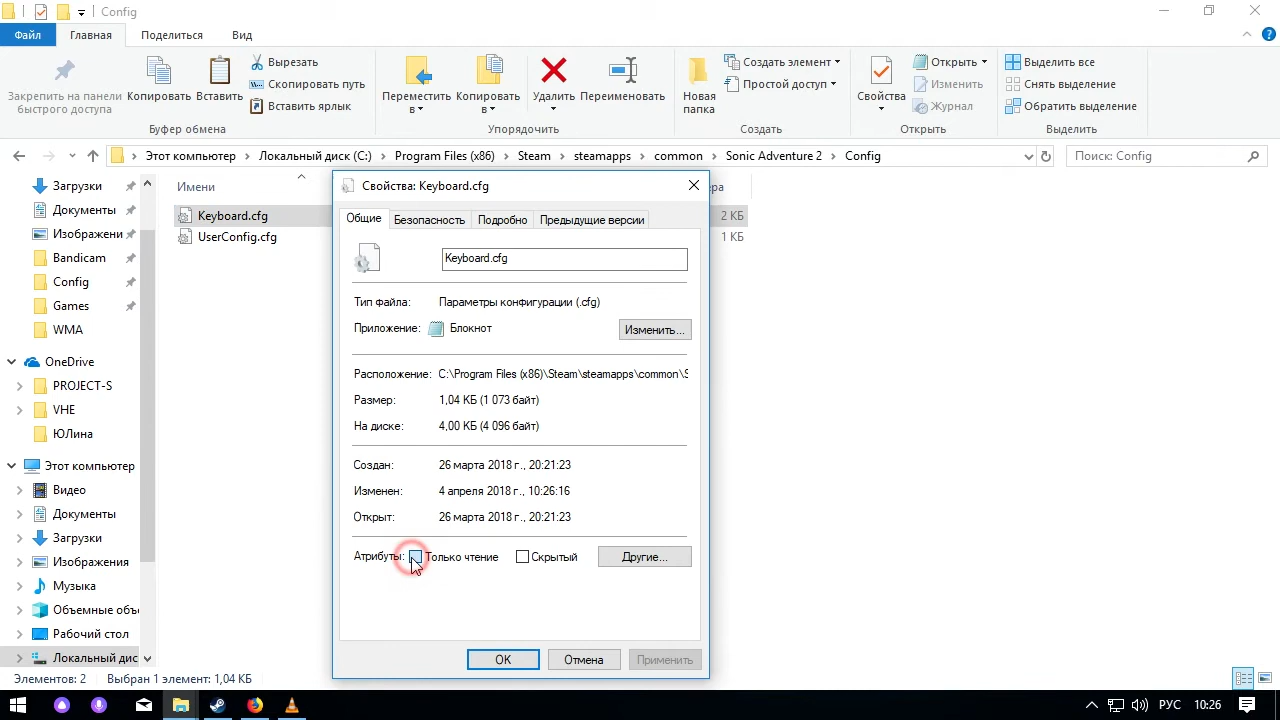 Config
Файл
Главная
Поделиться
Вид
Закрепить на панели
быстрого доступа
Копировать
Вставить
Вырезать
Скопировать путь
Вставить ярлык
Буфер обмена
Переместить
в
Копировать
в
Удалить
Переименовать
Упорядочить
Новая
папка
Создать элемент
Простой доступ
Создать
Свойства
Открыть
Изменить
Журнал
Открыть
Выделить все
Снять выделение
Обратить выделение
Выделить
Этот компьютер
Локальный диск (C:)
Program Files (x86)
Steam
steamapps
common
Sonic Adventure 2
Config
Поиск: Config
Загрузки
Документы
Изображени
Bandicam
Config
Games
WMA
OneDrive
PROJECT-S
VHE
ЮЛина
Этот компьютер
Видео
Документы
Загрузки
Изображения
Музыка
Объемные объ
Рабочий стол
Локальный дис
Имени
Keyboard.cfg
UserConfig.cfg
ра
2 КБ
1 КБ
Свойства: Keyboard.cfg
Общие
Безопасность
Подробно
Предыдущие версии
Keyboard.cfg
Тип файла: Параметры конфигурации (.cfg)
Приложение: Блокнот
Изменить...
Расположение: C:\Program Files (x86)\Steam\steamapps\common\S
Размер: 1,04 КБ (1 073 байт)
На диске: 4,00 КБ (4 096 байт)
Создан: 26 марта 2018 г., 20:21:23
Изменен: 4 апреля 2018 г., 10:26:16
Открыт: 26 марта 2018 г., 20:21:23
Атрибуты: Только чтение Скрытый Другие...
OK
Отмена
Применить
Элементов: 2
Выбран 1 элемент: 1,04 КБ
РУС
10:26